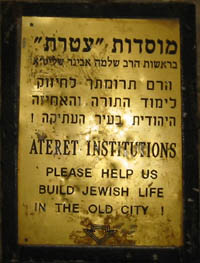 מוסדות "עטרת"
בראשות הרב שלמה אבינר שליט"א
הרם תרומתך לחיזוק
לימוד התורה והאחיזה
היהודית בעיר העתיקה !
ATERET INSTITUTIONS
PLEASE HELP US
BUILD JEWISH LIFE
IN THE OLD CITY !